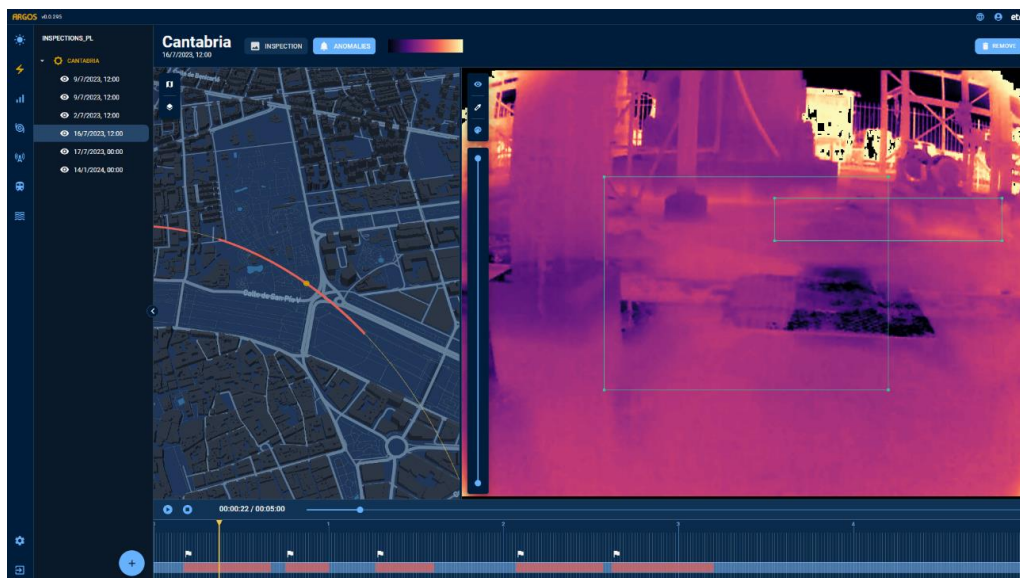 ARGOS v0.0.295
INSPECTIONS_PL
CANTABRIA
9/7/2023, 12:00
9/7/2023, 12:00
2/7/2023, 12:00
16/7/2023, 12:00
17/7/2023, 00:00
14/1/2024, 00:00
Cantabria
16/7/2023, 12:00
INSPECTION
ANOMALIES
REMOVE
Calle de San Pío V
00:00:22 / 00:05:00
1
2
3
4
+